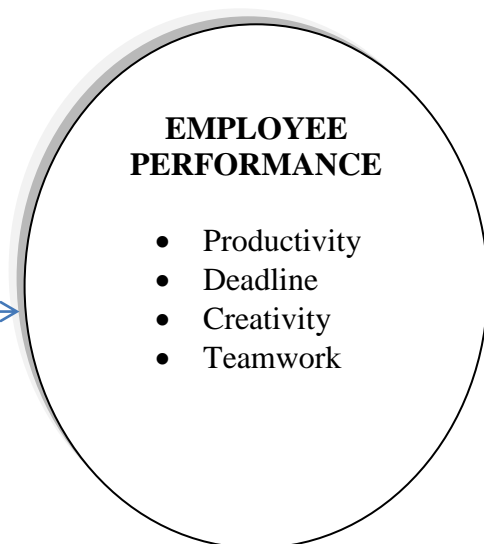 EMPLOYEE
PERFORMANCE
• Productivity
• Deadline
• Creativity
• Teamwork